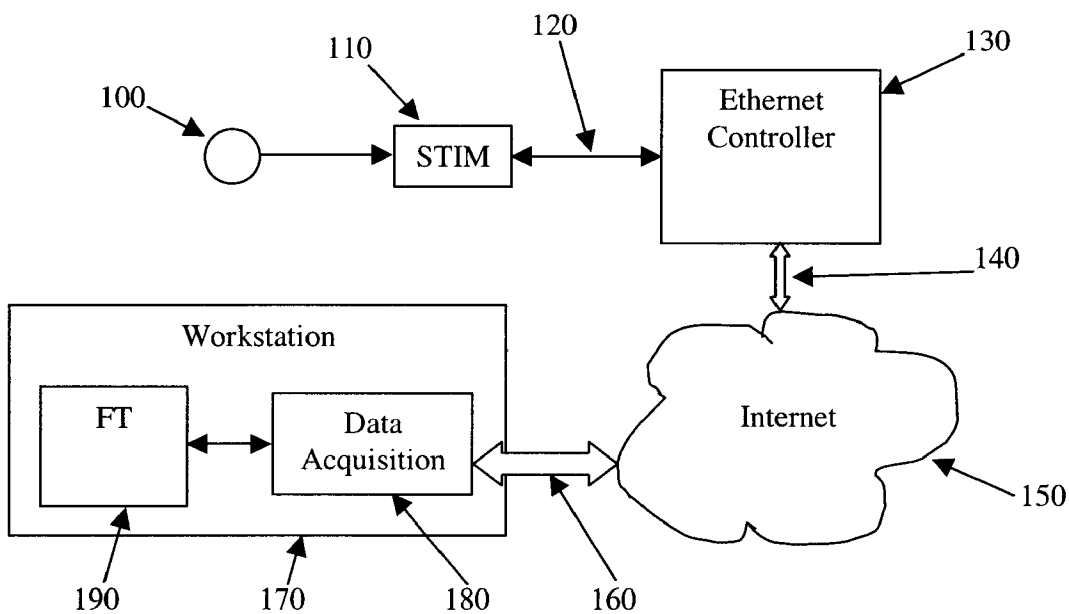 120
110
130
100
Ethernet
Controller
STIM
140
Workstation
FT
Data
Acquisition
Internet
150
190
170
180
160